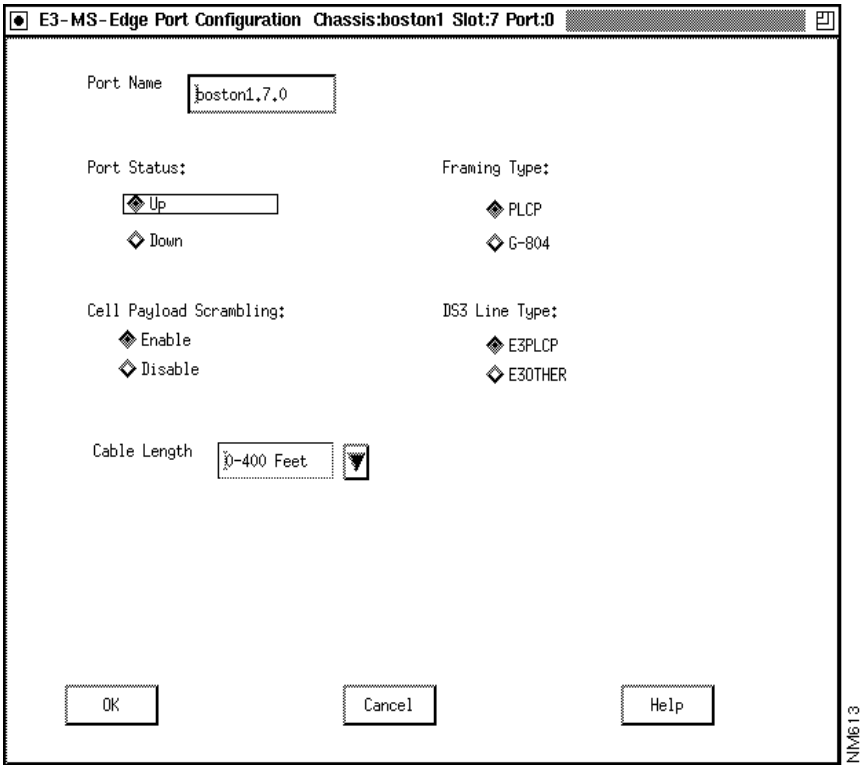 E3-MS-Edge Port Configuration Chassis:boston1 Slot:7 Port:0
Port Name
boston1.7.0
Port Status:
Up
Down
Framing Type:
PLCP
G-804
Cell Payload Scrambling:
Enable
Disable
DS3 Line Type:
E3PLCP
E3OTHER
Cable Length
0-400 Feet
OK
Cancel
Help
NM613